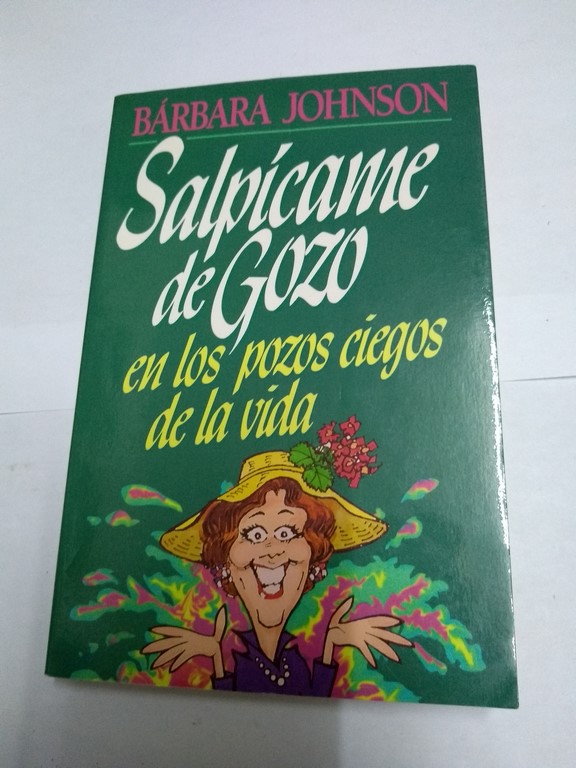 BÁRBARA JOHNSON
Salpícame
de Gozo
en los pozos ciegos
de la vida